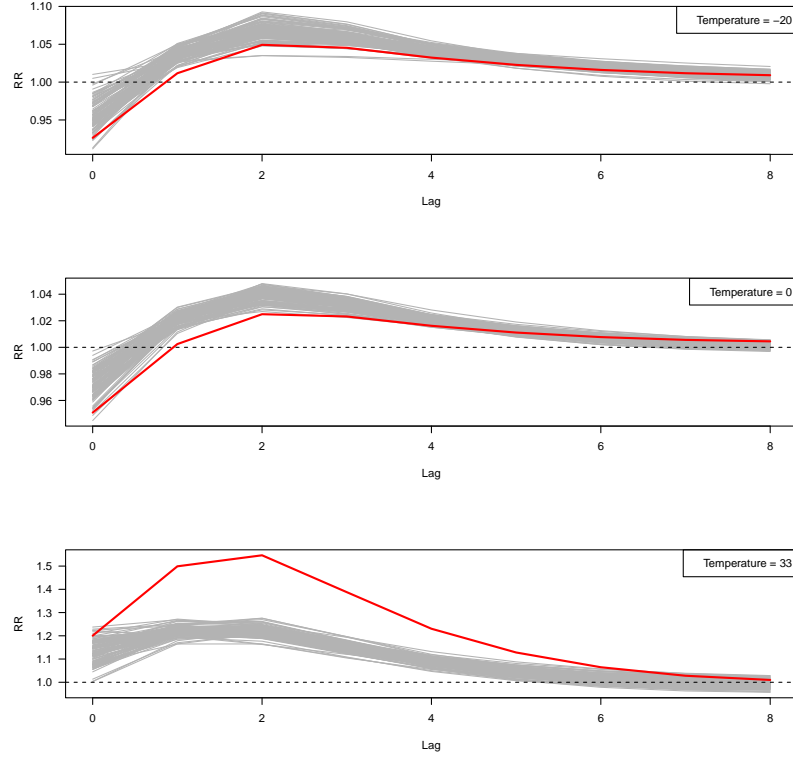 1.10
Temperature = −20
1.05
RR
1.00
0.95
0 2 4 6 8
Lag
Temperature = 0
1.04
1.02
RR
1.00
0.98
0.96
0 2 4 6 8
Lag
Temperature = 33
1.5
1.4
1.3
RR
1.2
1.1
1.0
0 2 4 6 8
Lag